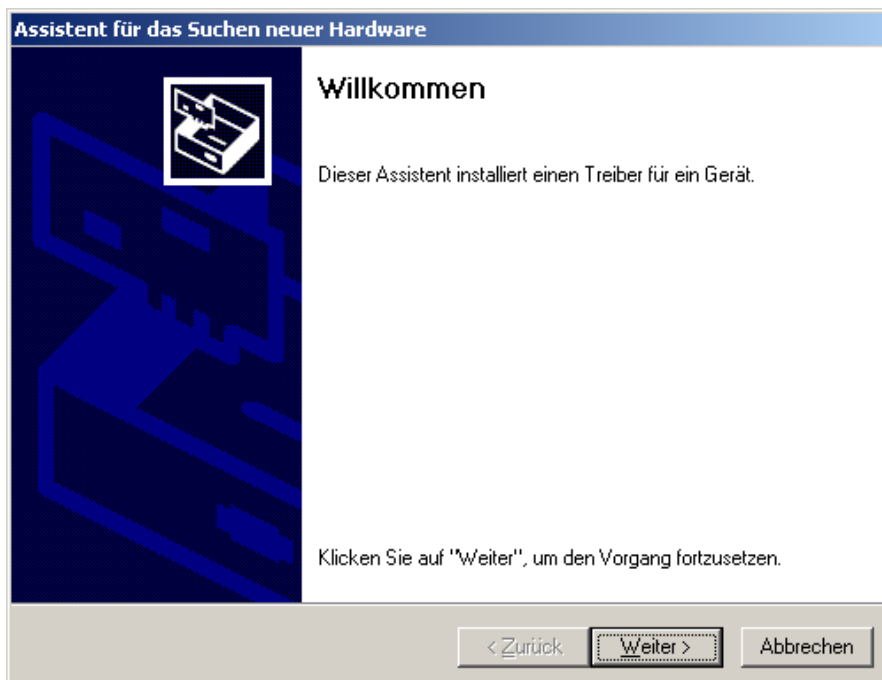 Assistent für das Suchen neuer Hardware
Willkommen
Dieser Assistent installiert einen Treiber für ein Gerät.
Klicken Sie auf "Weiter", um den Vorgang fortzusetzen.
< Zurück Weiter > Abbrechen